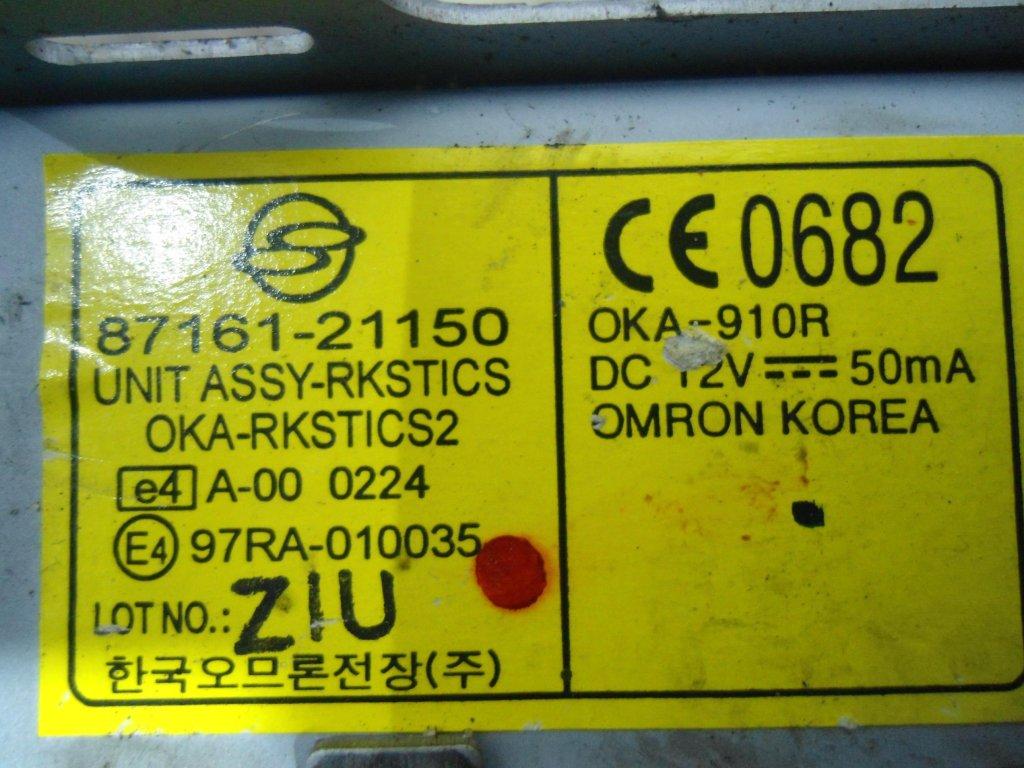 87161-21150
UNIT ASSY-RKSTICS
OKA-RKSTICS2
e4 A-00 0224
E4 97RA-010035
LOT NO.: ZIU
한국오므론전장(주)
CE 0682
OKA-910R
DC 12V 50mA
OMRON KOREA